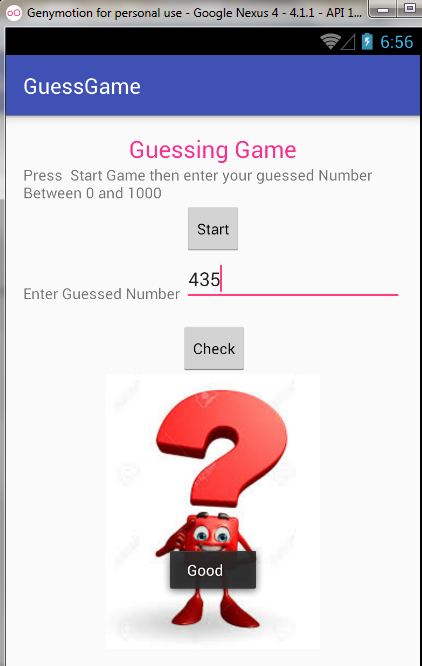 Genymotion for personal use - Google Nexus 4 - 4.1.1 - API 1...
6:56
GuessGame
Guessing Game
Press  Start Game then enter your guessed Number
Between 0 and 1000
Start
435
Enter Guessed Number
Check
Good